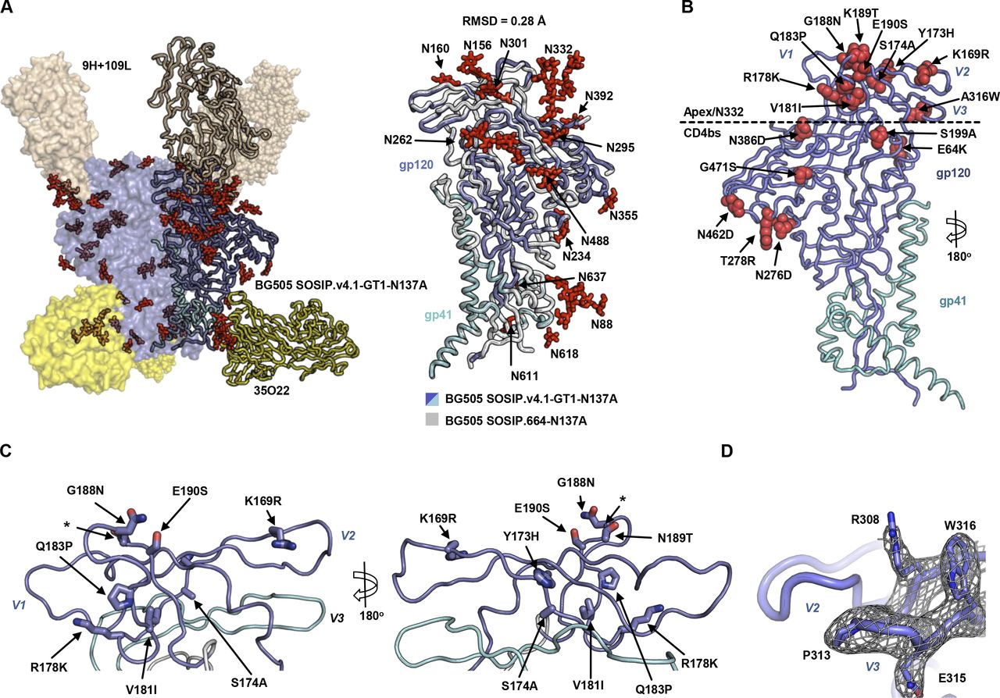 A
9H+109L
BG505 SOSIP.v4.1-GT1-N137A
35O22
RMSD = 0.28 Å
N160
N156
N301
N332
N392
N262
N295
gp120
N355
N488
N234
N637
gp41
N88
N618
N611
BG505 SOSIP.v4.1-GT1-N137A
BG505 SOSIP.664-N137A
B
K189T
G188N
E190S
Q183P
S174A
Y173H
V1
K169R
R178K
V2
V181I
A316W
Apex/N332
V3
CD4bs
N386D
S199A
E64K
G471S
gp120
N462D
T278R
N276D
180o
gp41
C
G188N
E190S
*
K169R
Q183P
V2
V1
V3
180o
R178K
V181I
S174A
G188N
*
E190S
K169R
Y173H
N189T
R178K
S174A
V181I
Q183P
D
R308
W316
V2
P313
V3
E315